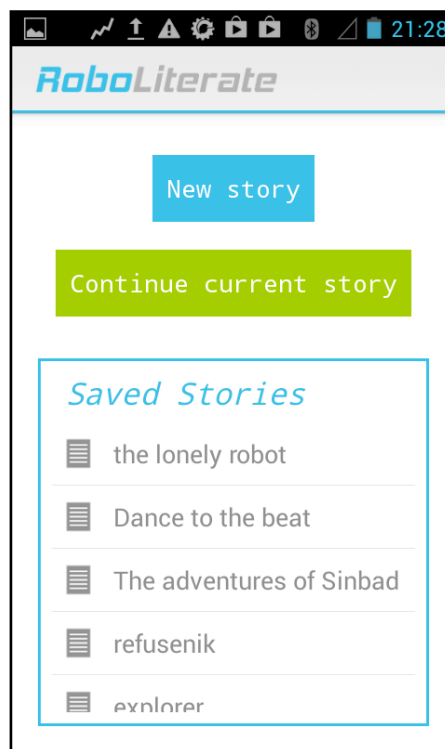 21:28
RoboLiterate
New story
Continue current story
Saved Stories
the lonely robot
Dance to the beat
The adventures of Sinbad
refusenik
explorer